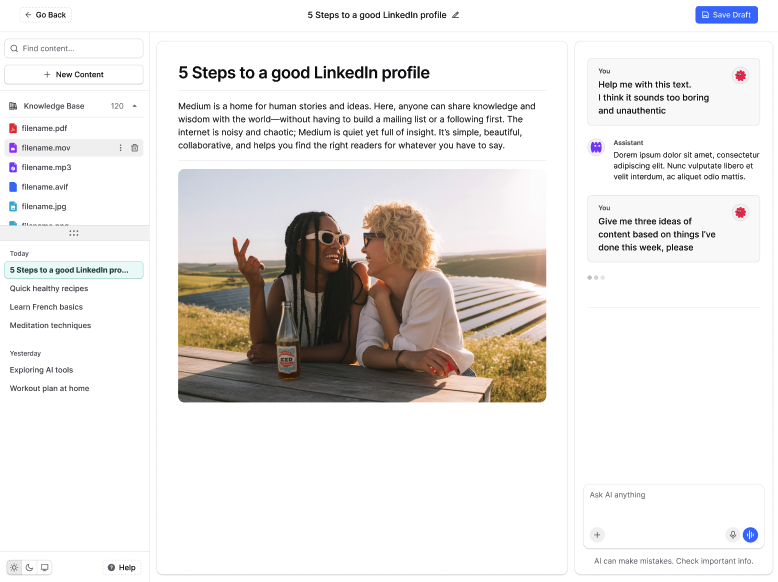 Go Back
5 Steps to a good LinkedIn profile
Save Draft
Find content...
New Content
Knowledge Base 120
filename.pdf
filename.mov
filename.mp3
filename.avif
filename.jpg
Today
5 Steps to a good LinkedIn pro...
Quick healthy recipes
Learn French basics
Meditation techniques
Yesterday
Exploring AI tools
Workout plan at home
Help
5 Steps to a good LinkedIn profile
Medium is a home for human stories and ideas. Here, anyone can share knowledge and
wisdom with the world—without having to build a mailing list or a following first. The
internet is noisy and chaotic; Medium is quiet yet full of insight. It's simple, beautiful,
collaborative, and helps you find the right readers for whatever you have to say.
You
Help me with this text.
I think it sounds too boring
and unauthentic
Assistant
Dorem ipsum dolor sit amet, consectetur
adipiscing elit. Nunc vulputate libero et
velit interdum, ac aliquet odio mattis.
You
Give me three ideas of
content based on things I've
done this week, please
Ask AI anything
AI can make mistakes. Check important info.